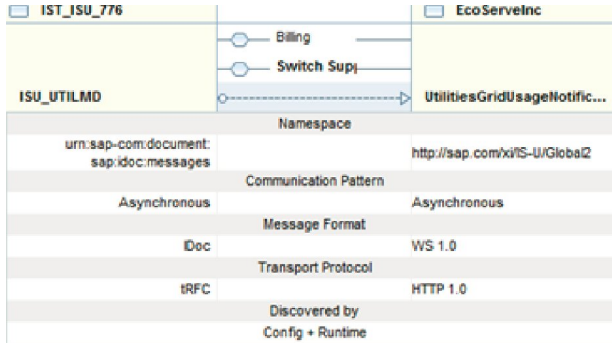 IST_ISU_776
EcoServeInc
Billing
Switch Sup
ISU_UTILMD
UtilitiesGridUsageNotific...
Namespace
urn:sap-com:document:
sap:idoc:messages
http://sap.com/xi/IS-U/Global2
Communication Pattern
Asynchronous
Asynchronous
Message Format
IDoc
WS 1.0
Transport Protocol
tRFC
HTTP 1.0
Discovered by
Config + Runtime